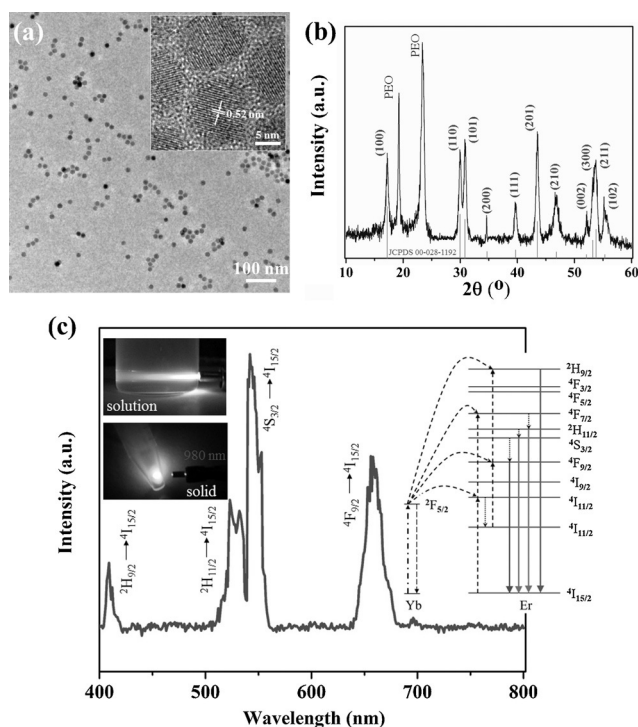 (a)
0.52 nm
5 nm
100 nm
(b)
Intensity (a.u.)
(100)
PEO
PEO
(110)
(101)
(200)
(111)
(201)
(210)
(002)
(300)
(211)
(102)
JCPDS 00-028-1192
10 20 30 40 50 60
2θ (º)
(c)
Intensity (a.u.)
solution
980 nm
solid
²H₉/₂ → ⁴I₁₅/₂
²H₁₁/₂ → ⁴I₁₅/₂
⁴S₃/₂ → ⁴I₁₅/₂
⁴F₉/₂ → ⁴I₁₅/₂
²F₅/₂
Yb
²H₉/₂
⁴F₃/₂
⁴F₅/₂
⁴F₇/₂
²H₁₁/₂
⁴S₃/₂
⁴F₉/₂
⁴I₉/₂
⁴I₁₁/₂
⁴I₁₁/₂
⁴I₁₅/₂
Er
400 500 600 700 800
Wavelength (nm)